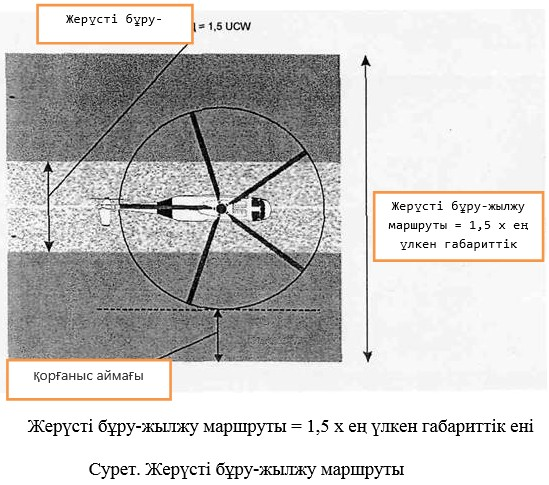 Жерүсті бұру-
= 1,5 UCW
Жерүсті бұру-жылжу
маршруты = 1,5 x ең
үлкен габариттік
Қорғаныс аймағы
Жерүсті бұру-жылжу маршруты = 1,5 x ең үлкен габариттік ені
Сурет. Жерүсті бұру-жылжу маршруты